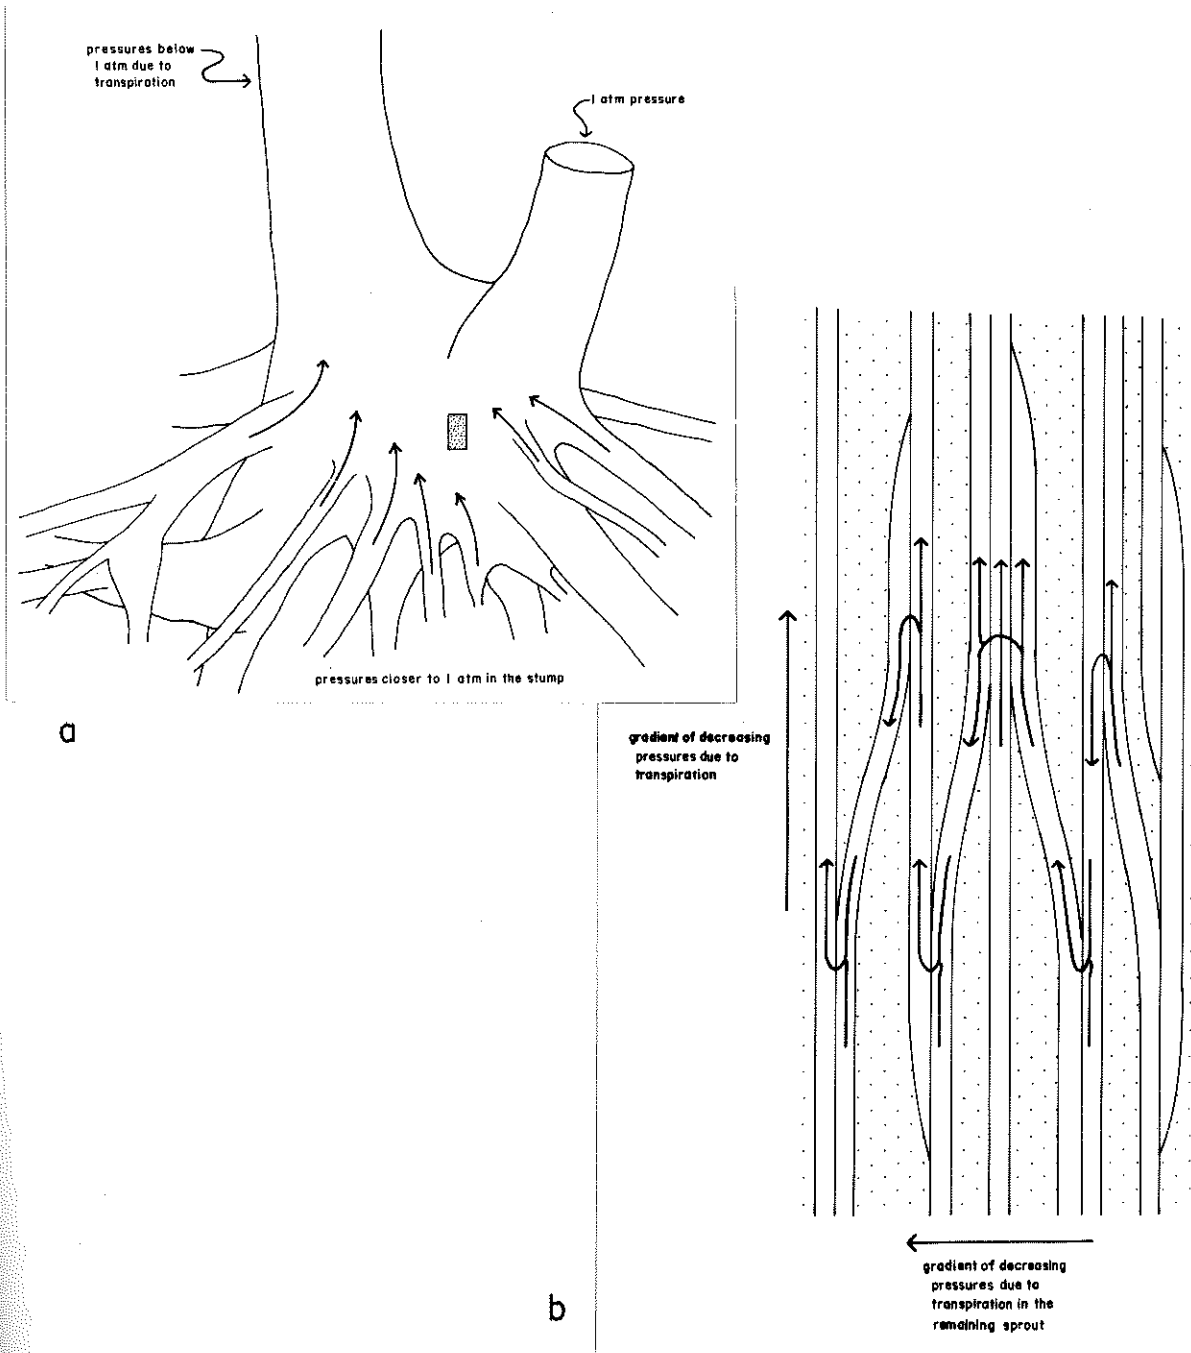 pressures below
1 atm due to
transpiration
1 atm pressure
pressures closer to 1 atm in the stump
a
gradient of decreasing
pressures due to
transpiration
gradient of decreasing
pressures due to
transpiration in the
remaining sprout
b